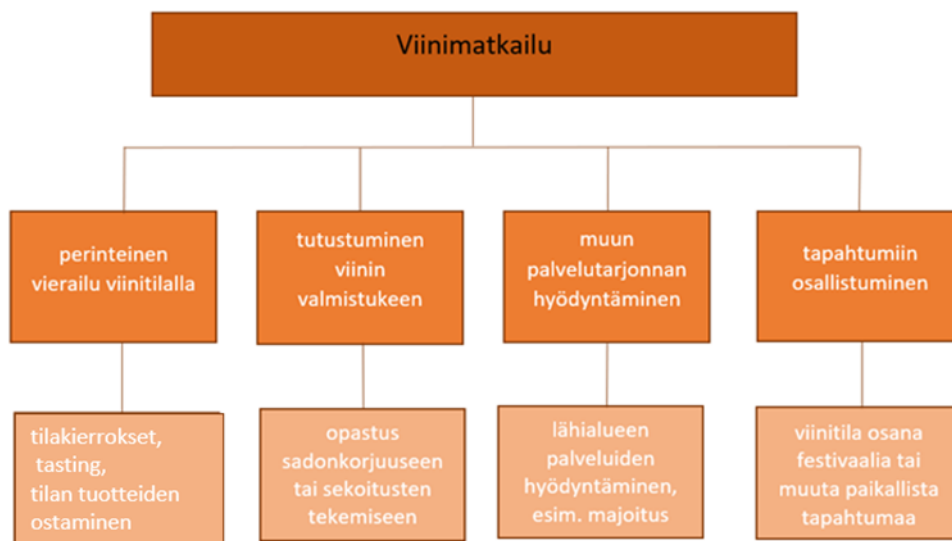 Viinimatkailu
perinteinen
vierailu viinitilalla
tutustuminen
viinin
valmistukeen
muun
palvelutarjonnan
hyödyntäminen
tapahtumiin
osallistuminen
tilakierrokset,
tasting,
tilan tuotteiden
ostaminen
opastus
sadonkorjuuseen
tai sekoitusten
tekemiseen
lähialueen
palveluiden
hyödyntäminen,
esim. majoitus
viinitila osana
festivaalia tai
muuta paikallista
tapahtumaa